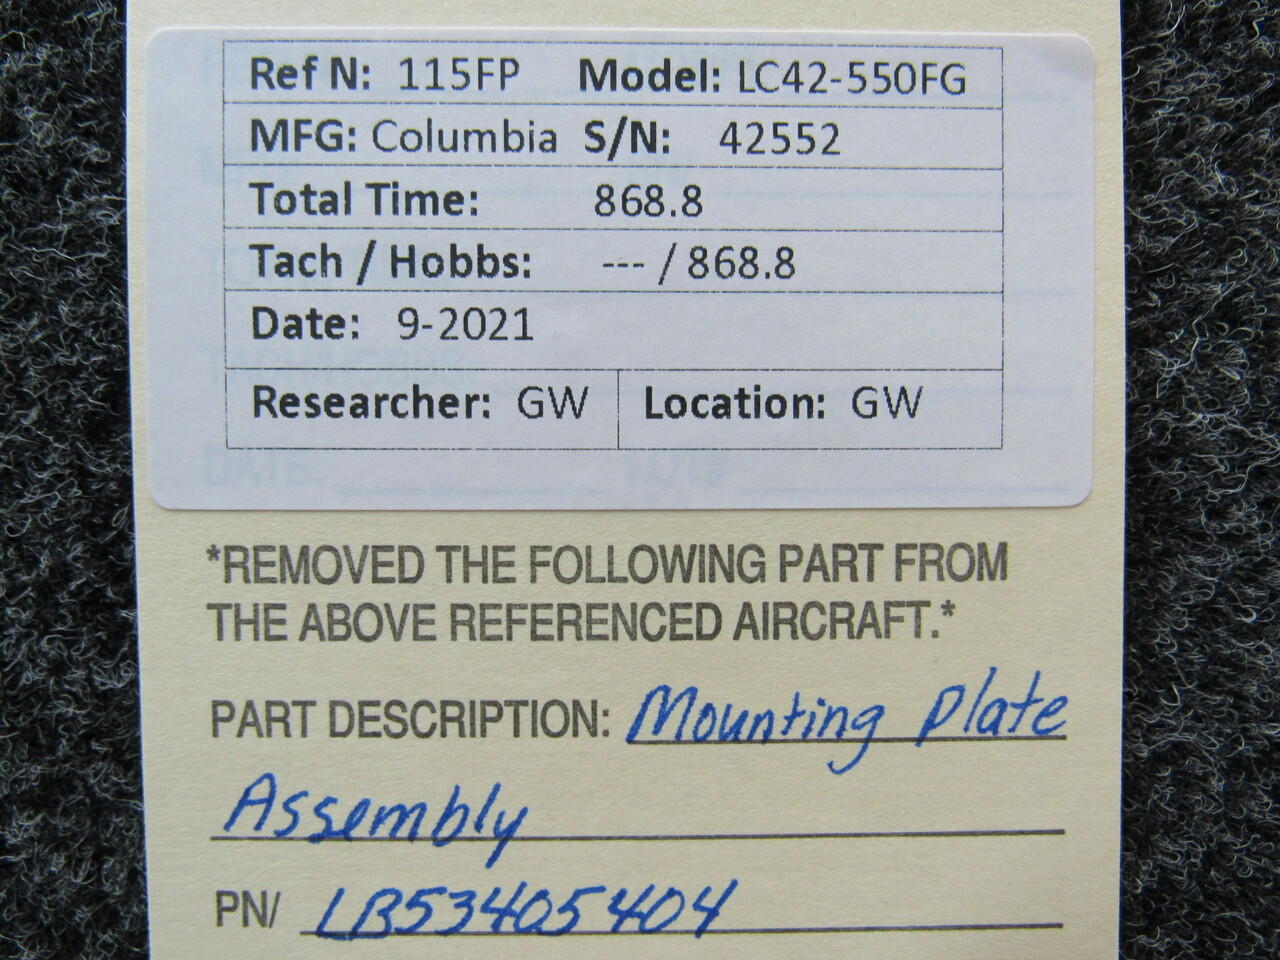 Ref N: 115FP Model: LC42-550FG
MFG: Columbia S/N: 42552
Total Time: 868.8
Tach / Hobbs: --- / 868.8
Date: 9-2021
Researcher: GW Location: GW
DATE:
*REMOVED THE FOLLOWING PART FROM
THE ABOVE REFERENCED AIRCRAFT.*
PART DESCRIPTION: Mounting Plate
Assembly
PN/ LB53405404